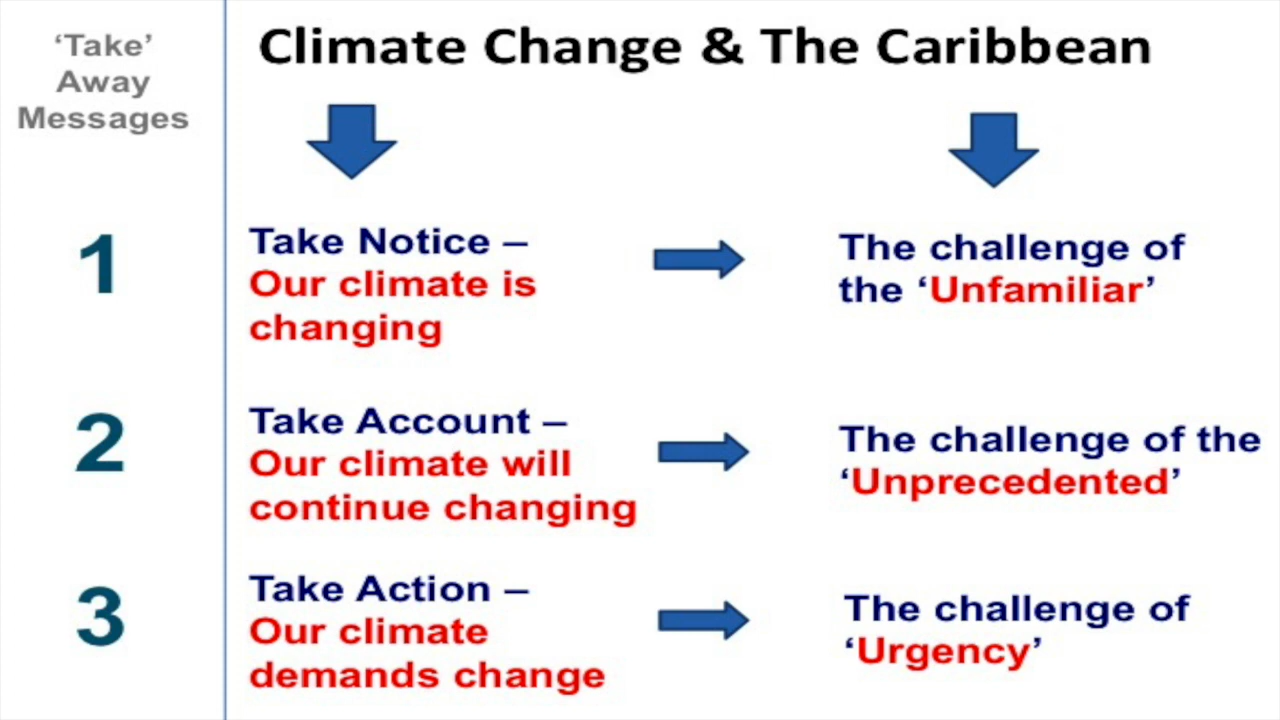 ‘Take’
Away
Messages
Climate Change & The Caribbean
1
Take Notice –
Our climate is
changing
The challenge of
the ‘Unfamiliar’
2
Take Account –
Our climate will
continue changing
The challenge of the
‘Unprecedented’
3
Take Action –
Our climate
demands change
The challenge of
‘Urgency’